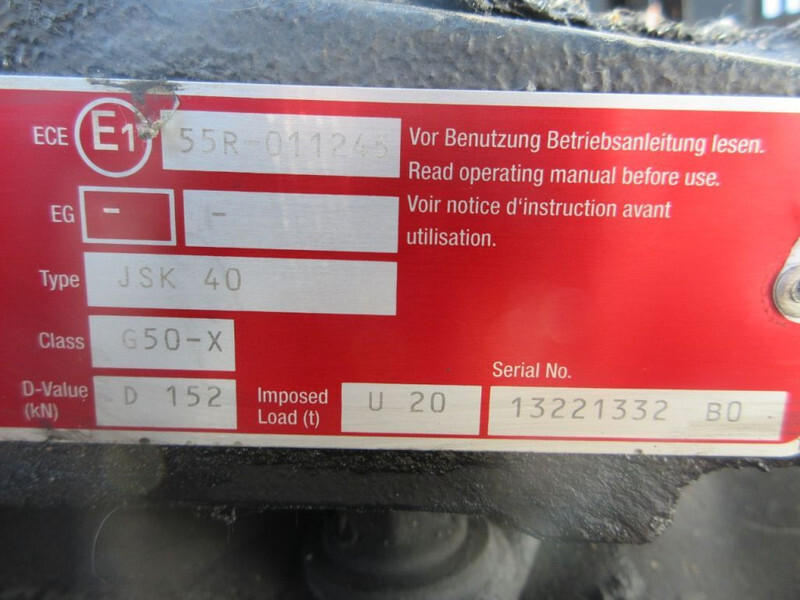 ECE E1 55R-011245 Vor Benutzung Betriebsanleitung lesen.
Read operating manual before use.
EG - - Voir notice d'instruction avant
utilisation.
Type JSK 40
Class G50-X
Serial No.
D-Value
(kN) D 152 Imposed
Load (t) U 20 13221332 B0